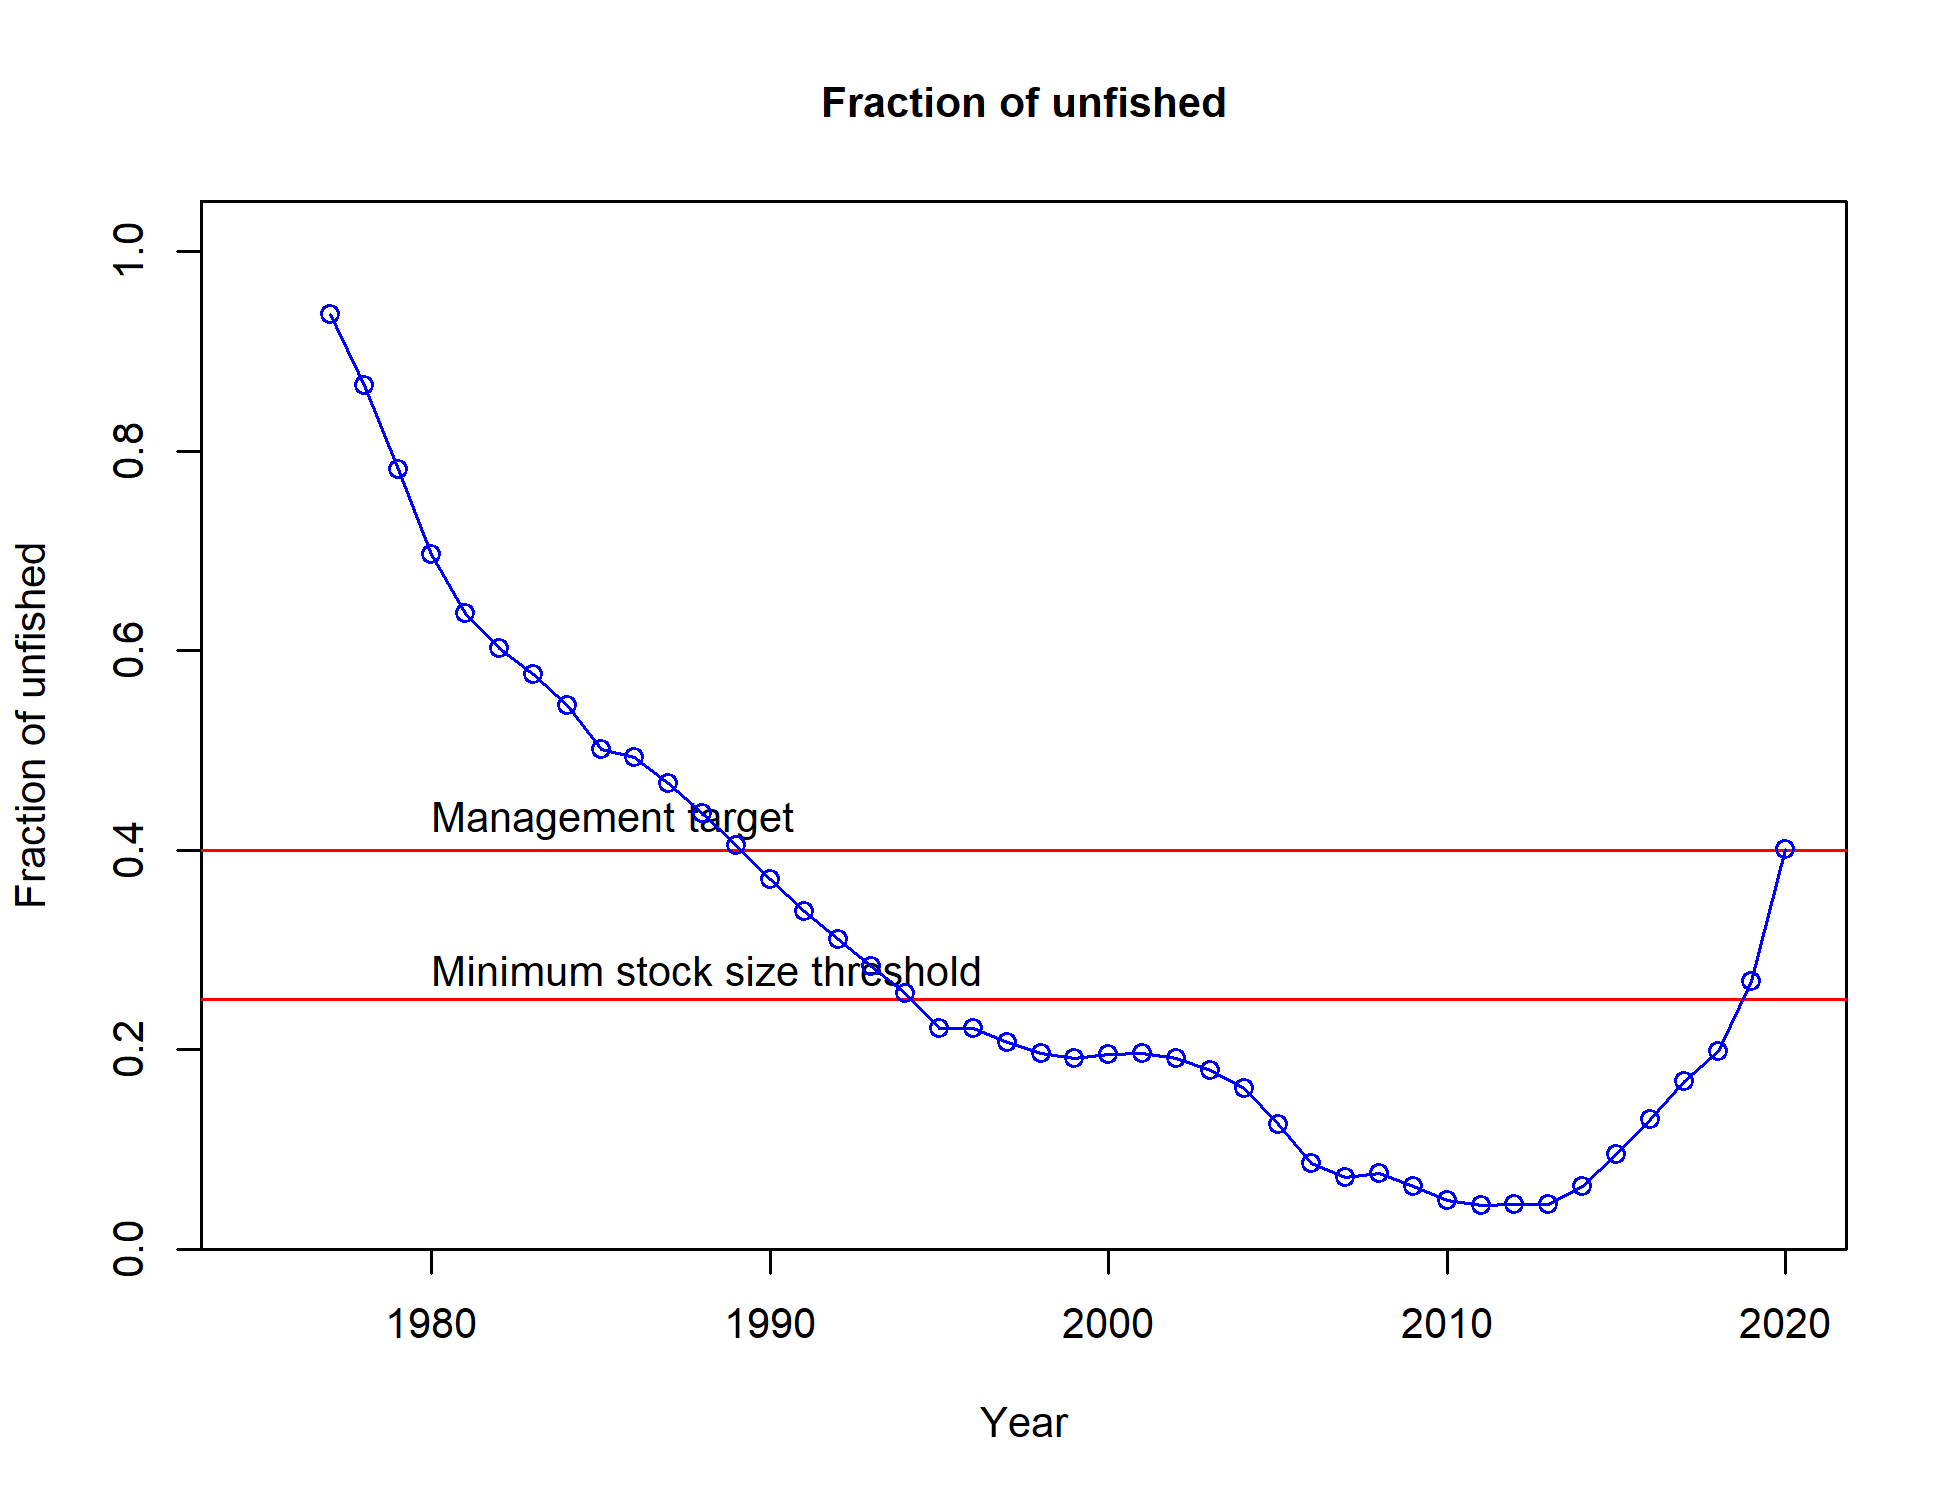 Fraction of unfished
Fraction of unfished
1.0
0.8
0.6
0.4
0.2
0.0
Management target
Minimum stock size threshold
1980
1990
2000
2010
2020
Year